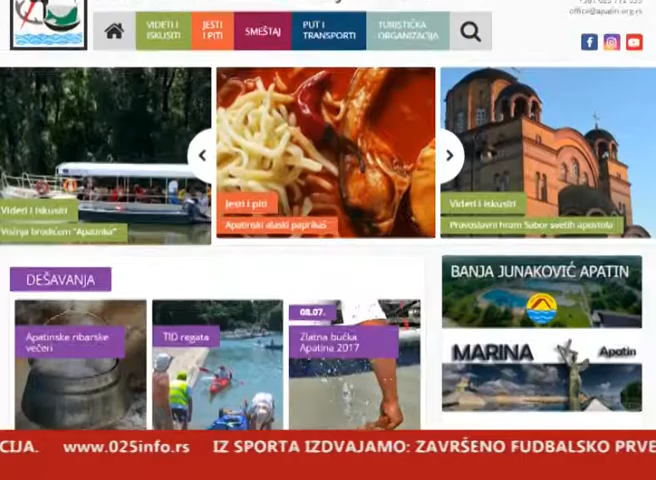 office@apatin.org.rs
VIDETI I
ISKUSITI
JESTI
I PITI
SMEŠTAJ
PUT I
TRANSPORTI
TURISTIČKA
ORGANIZACIJA
Videti i iskusiti
Vožnja brodićem "Apatinka"
Jesti i piti
Apatinski alaski paprikaš
Videti i iskusiti
Pravoslavni hram Sabor svetih apostola
DEŠAVANJA
Apatinske ribarske
večeri
TID regata
08.07.
Zlatna bućka
Apatina 2017
BANJA JUNAKOVIĆ APATIN
MARINA Apatin
CIJA. www.025info.rs IZ SPORTA IZDVAJAMO: ZAVRŠENO FUDBALSKO PRVE